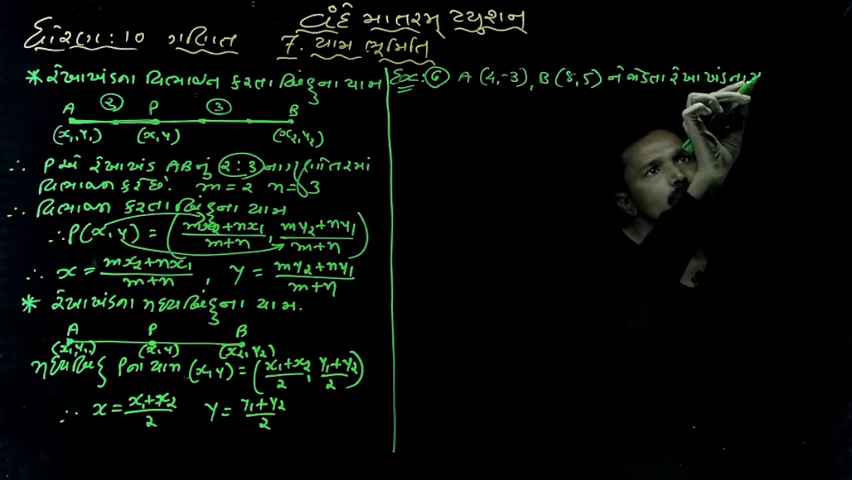 વંદે માતરમ્ ટ્યુશન
ધોરણ: 10 ગણિત 7. યામ ભૂમિતિ
* રેખાખંડના વિભાજન કરતા બિંદુના યામ
A 2 P 3 B
(x₁,y₁) (x,y) (x₂,y₂)
∴ P એ રેખાખંડ ABનું 2:3 ના ગુણોત્તરમાં
વિભાજન કરે છે. m=2 n=3
∴ વિભાજન કરતા બિંદુના યામ
∴ P(x,y) = (mx₂+nx₁/m+n, my₂+ny₁/m+n)
∴ x = mx₂+nx₁/m+n, y = my₂+ny₁/m+n
* રેખાખંડના મધ્યબિંદુના યામ.
A P B
(x₁,y₁) (x,y) (x₂,y₂)
મધ્યબિંદુ Pના યામ (x,y) = (x₁+x₂/2, y₁+y₂/2)
∴ x = x₁+x₂/2 y = y₁+y₂/2
Ex: 6 A (4,-3), B (8,5) ને જોડતા રેખાખંડના